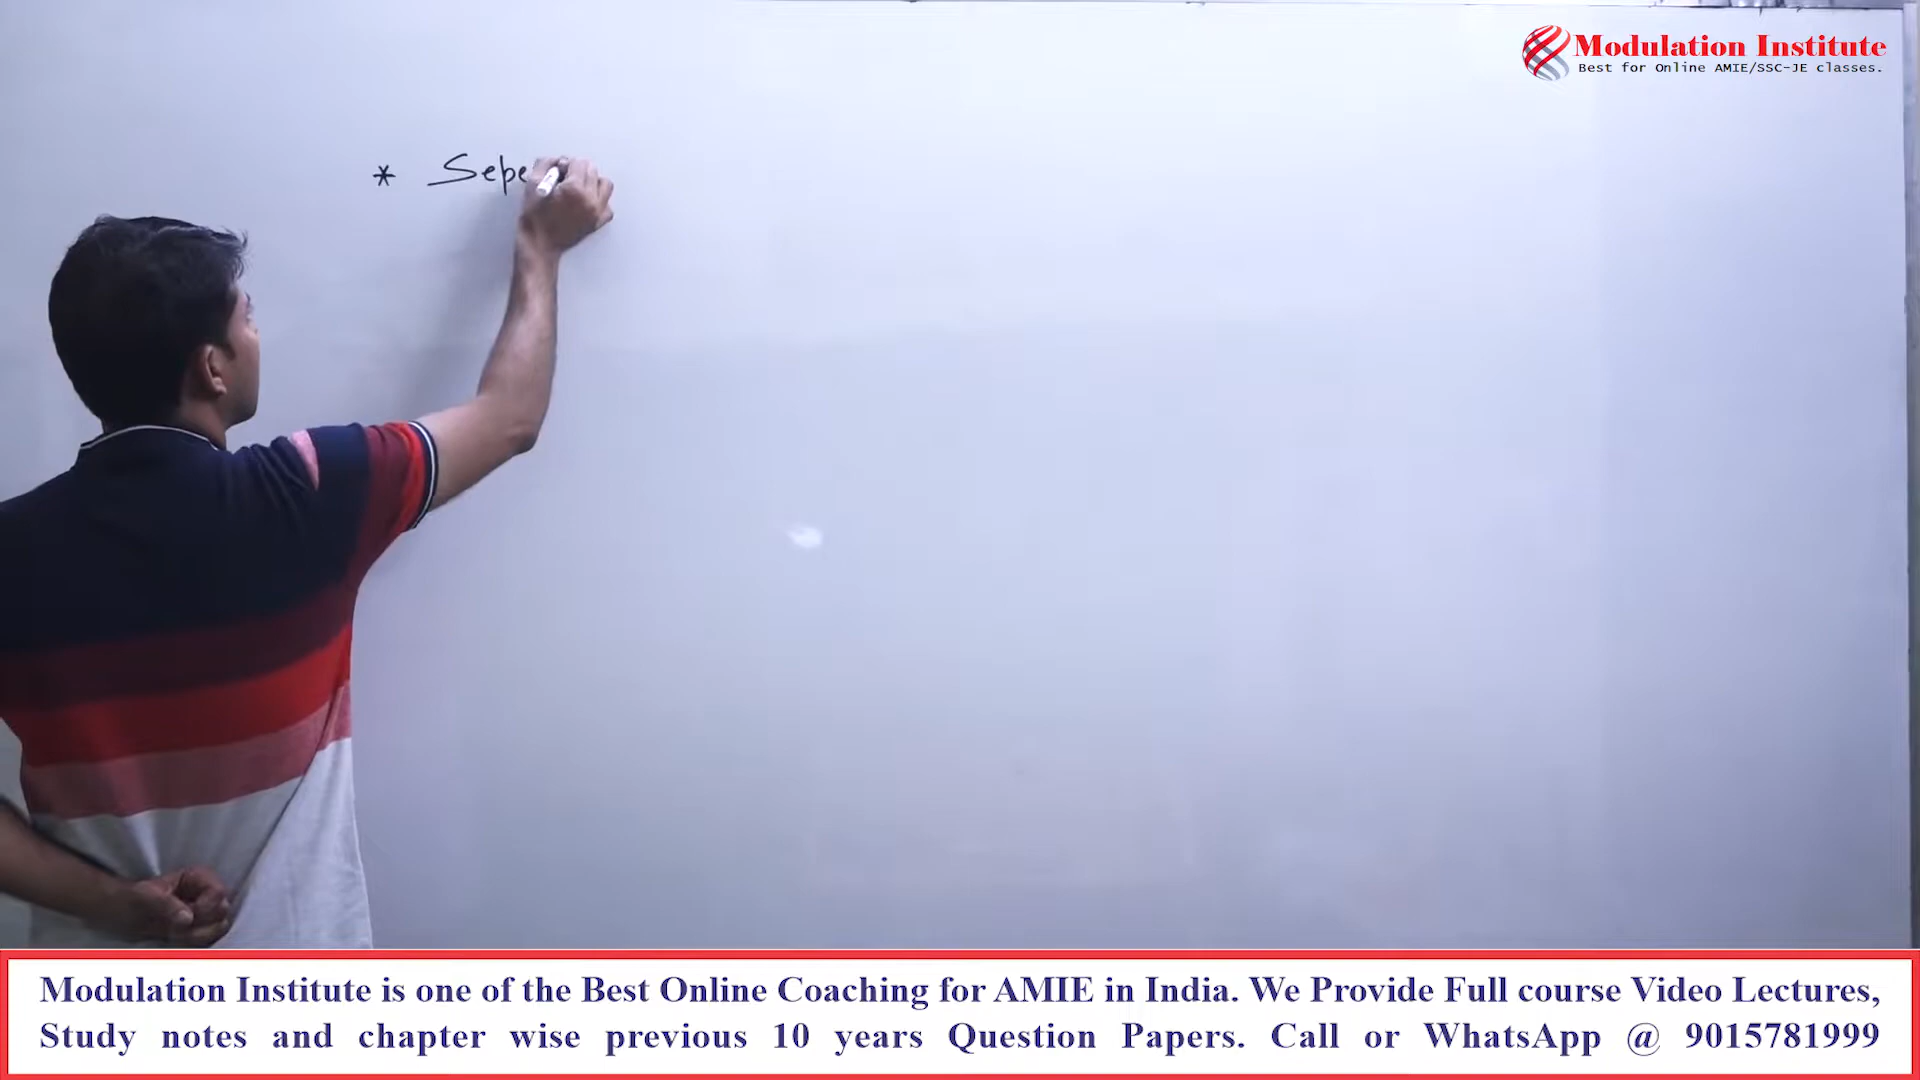 Modulation Institute
Best for Online AMIE/SSC-JE classes.
* Sepe
Modulation Institute is one of the Best Online Coaching for AMIE in India. We Provide Full course Video Lectures,
Study notes and chapter wise previous 10 years Question Papers. Call or WhatsApp @ 9015781999